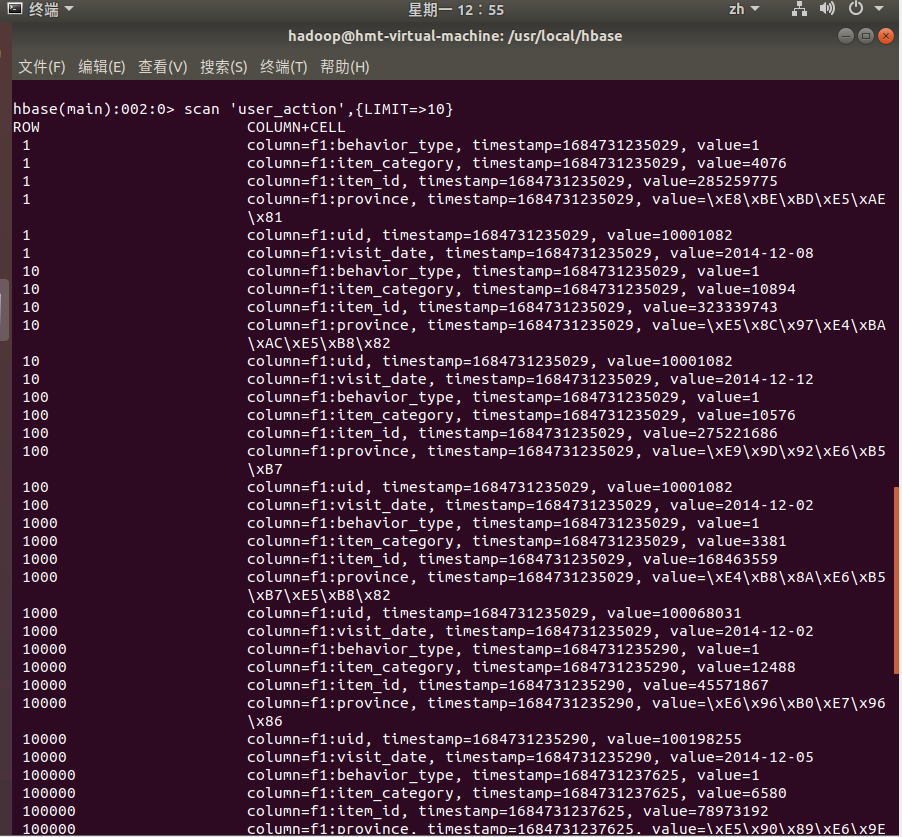 终端
星期一 12：55
zh
hadoop@hmt-virtual-machine: /usr/local/hbase
文件(F) 编辑(E) 查看(V) 搜索(S) 终端(T) 帮助(H)
hbase(main):002:0> scan 'user_action',{LIMIT=>10}
ROW COLUMN+CELL
1 column=f1:behavior_type, timestamp=1684731235029, value=1
1 column=f1:item_category, timestamp=1684731235029, value=4076
1 column=f1:item_id, timestamp=1684731235029, value=285259775
1 column=f1:province, timestamp=1684731235029, value=\xE8\xBE\xBD\xE5\xAE
\x81
1 column=f1:uid, timestamp=1684731235029, value=10001082
1 column=f1:visit_date, timestamp=1684731235029, value=2014-12-08
10 column=f1:behavior_type, timestamp=1684731235029, value=1
10 column=f1:item_category, timestamp=1684731235029, value=10894
10 column=f1:item_id, timestamp=1684731235029, value=323339743
10 column=f1:province, timestamp=1684731235029, value=\xE5\x8C\x97\xE4\xBA
\xAC\xE5\xB8\x82
10 column=f1:uid, timestamp=1684731235029, value=10001082
10 column=f1:visit_date, timestamp=1684731235029, value=2014-12-12
100 column=f1:behavior_type, timestamp=1684731235029, value=1
100 column=f1:item_category, timestamp=1684731235029, value=10576
100 column=f1:item_id, timestamp=1684731235029, value=275221686
100 column=f1:province, timestamp=1684731235029, value=\xE9\x9D\x92\xE6\xB5
\xB7
100 column=f1:uid, timestamp=1684731235029, value=10001082
100 column=f1:visit_date, timestamp=1684731235029, value=2014-12-02
1000 column=f1:behavior_type, timestamp=1684731235029, value=1
1000 column=f1:item_category, timestamp=1684731235029, value=3381
1000 column=f1:item_id, timestamp=1684731235029, value=168463559
1000 column=f1:province, timestamp=1684731235029, value=\xE4\xB8\x8A\xE6\xB5
\xB7\xE5\xB8\x82
1000 column=f1:uid, timestamp=1684731235029, value=100068031
1000 column=f1:visit_date, timestamp=1684731235029, value=2014-12-02
10000 column=f1:behavior_type, timestamp=1684731235290, value=1
10000 column=f1:item_category, timestamp=1684731235290, value=12488
10000 column=f1:item_id, timestamp=1684731235290, value=45571867
10000 column=f1:province, timestamp=1684731235290, value=\xE6\x96\xB0\xE7\x96
\x86
10000 column=f1:uid, timestamp=1684731235290, value=100198255
10000 column=f1:visit_date, timestamp=1684731235290, value=2014-12-05
100000 column=f1:behavior_type, timestamp=1684731237625, value=1
100000 column=f1:item_category, timestamp=1684731237625, value=6580
100000 column=f1:item_id, timestamp=1684731237625, value=78973192
100000 column=f1:province, timestamp=1684731237625, value=\xE5\x90\x89\xE6\x9E